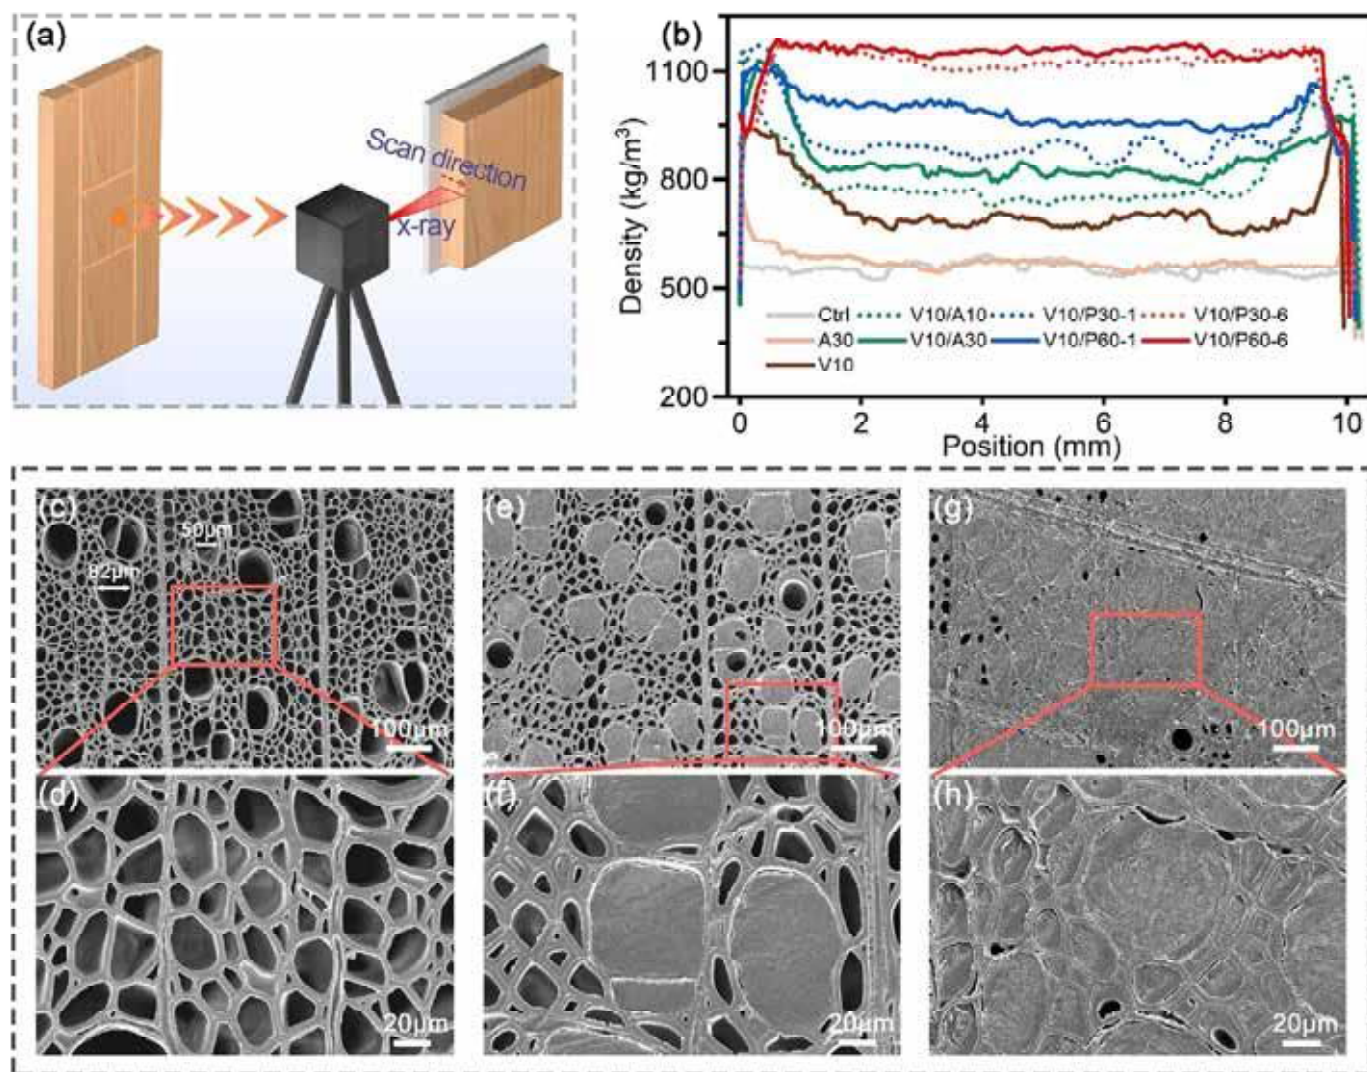 (a)
Scan direction
x-ray
(b)
Density (kg/m³)
1100
800
500
200
Ctrl V10/A10 V10/P30-1 V10/P30-6
A30 V10/A30 V10/P60-1 V10/P60-6
V10
0 2 4 6 8 10
Position (mm)
(c)
50μm
82μm
100μm
(e)
100μm
(g)
100μm
(d)
20μm
(f)
20μm
(h)
20μm